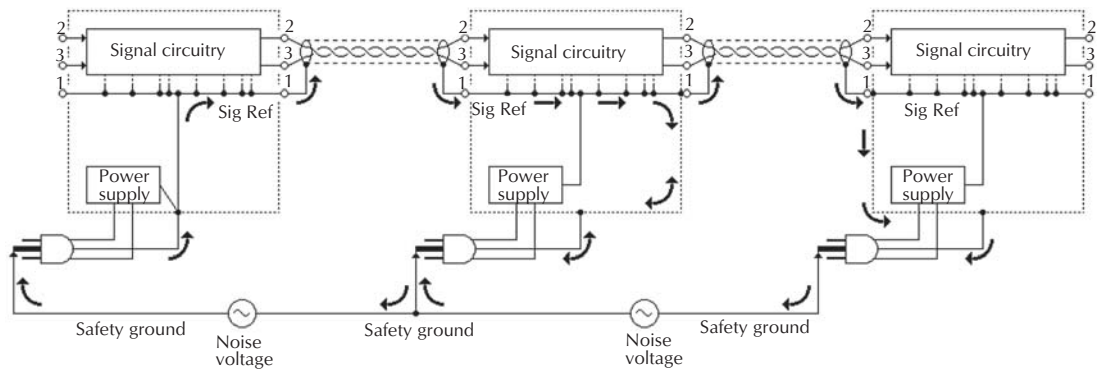 2
3
1
Signal circuitry
2
3
1
Sig Ref
Power
supply
2
3
1
Signal circuitry
2
3
1
Sig Ref
Power
supply
2
3
1
Signal circuitry
2
3
1
Sig Ref
Power
supply
Safety ground
Noise
voltage
Safety ground
Noise
voltage
Safety ground